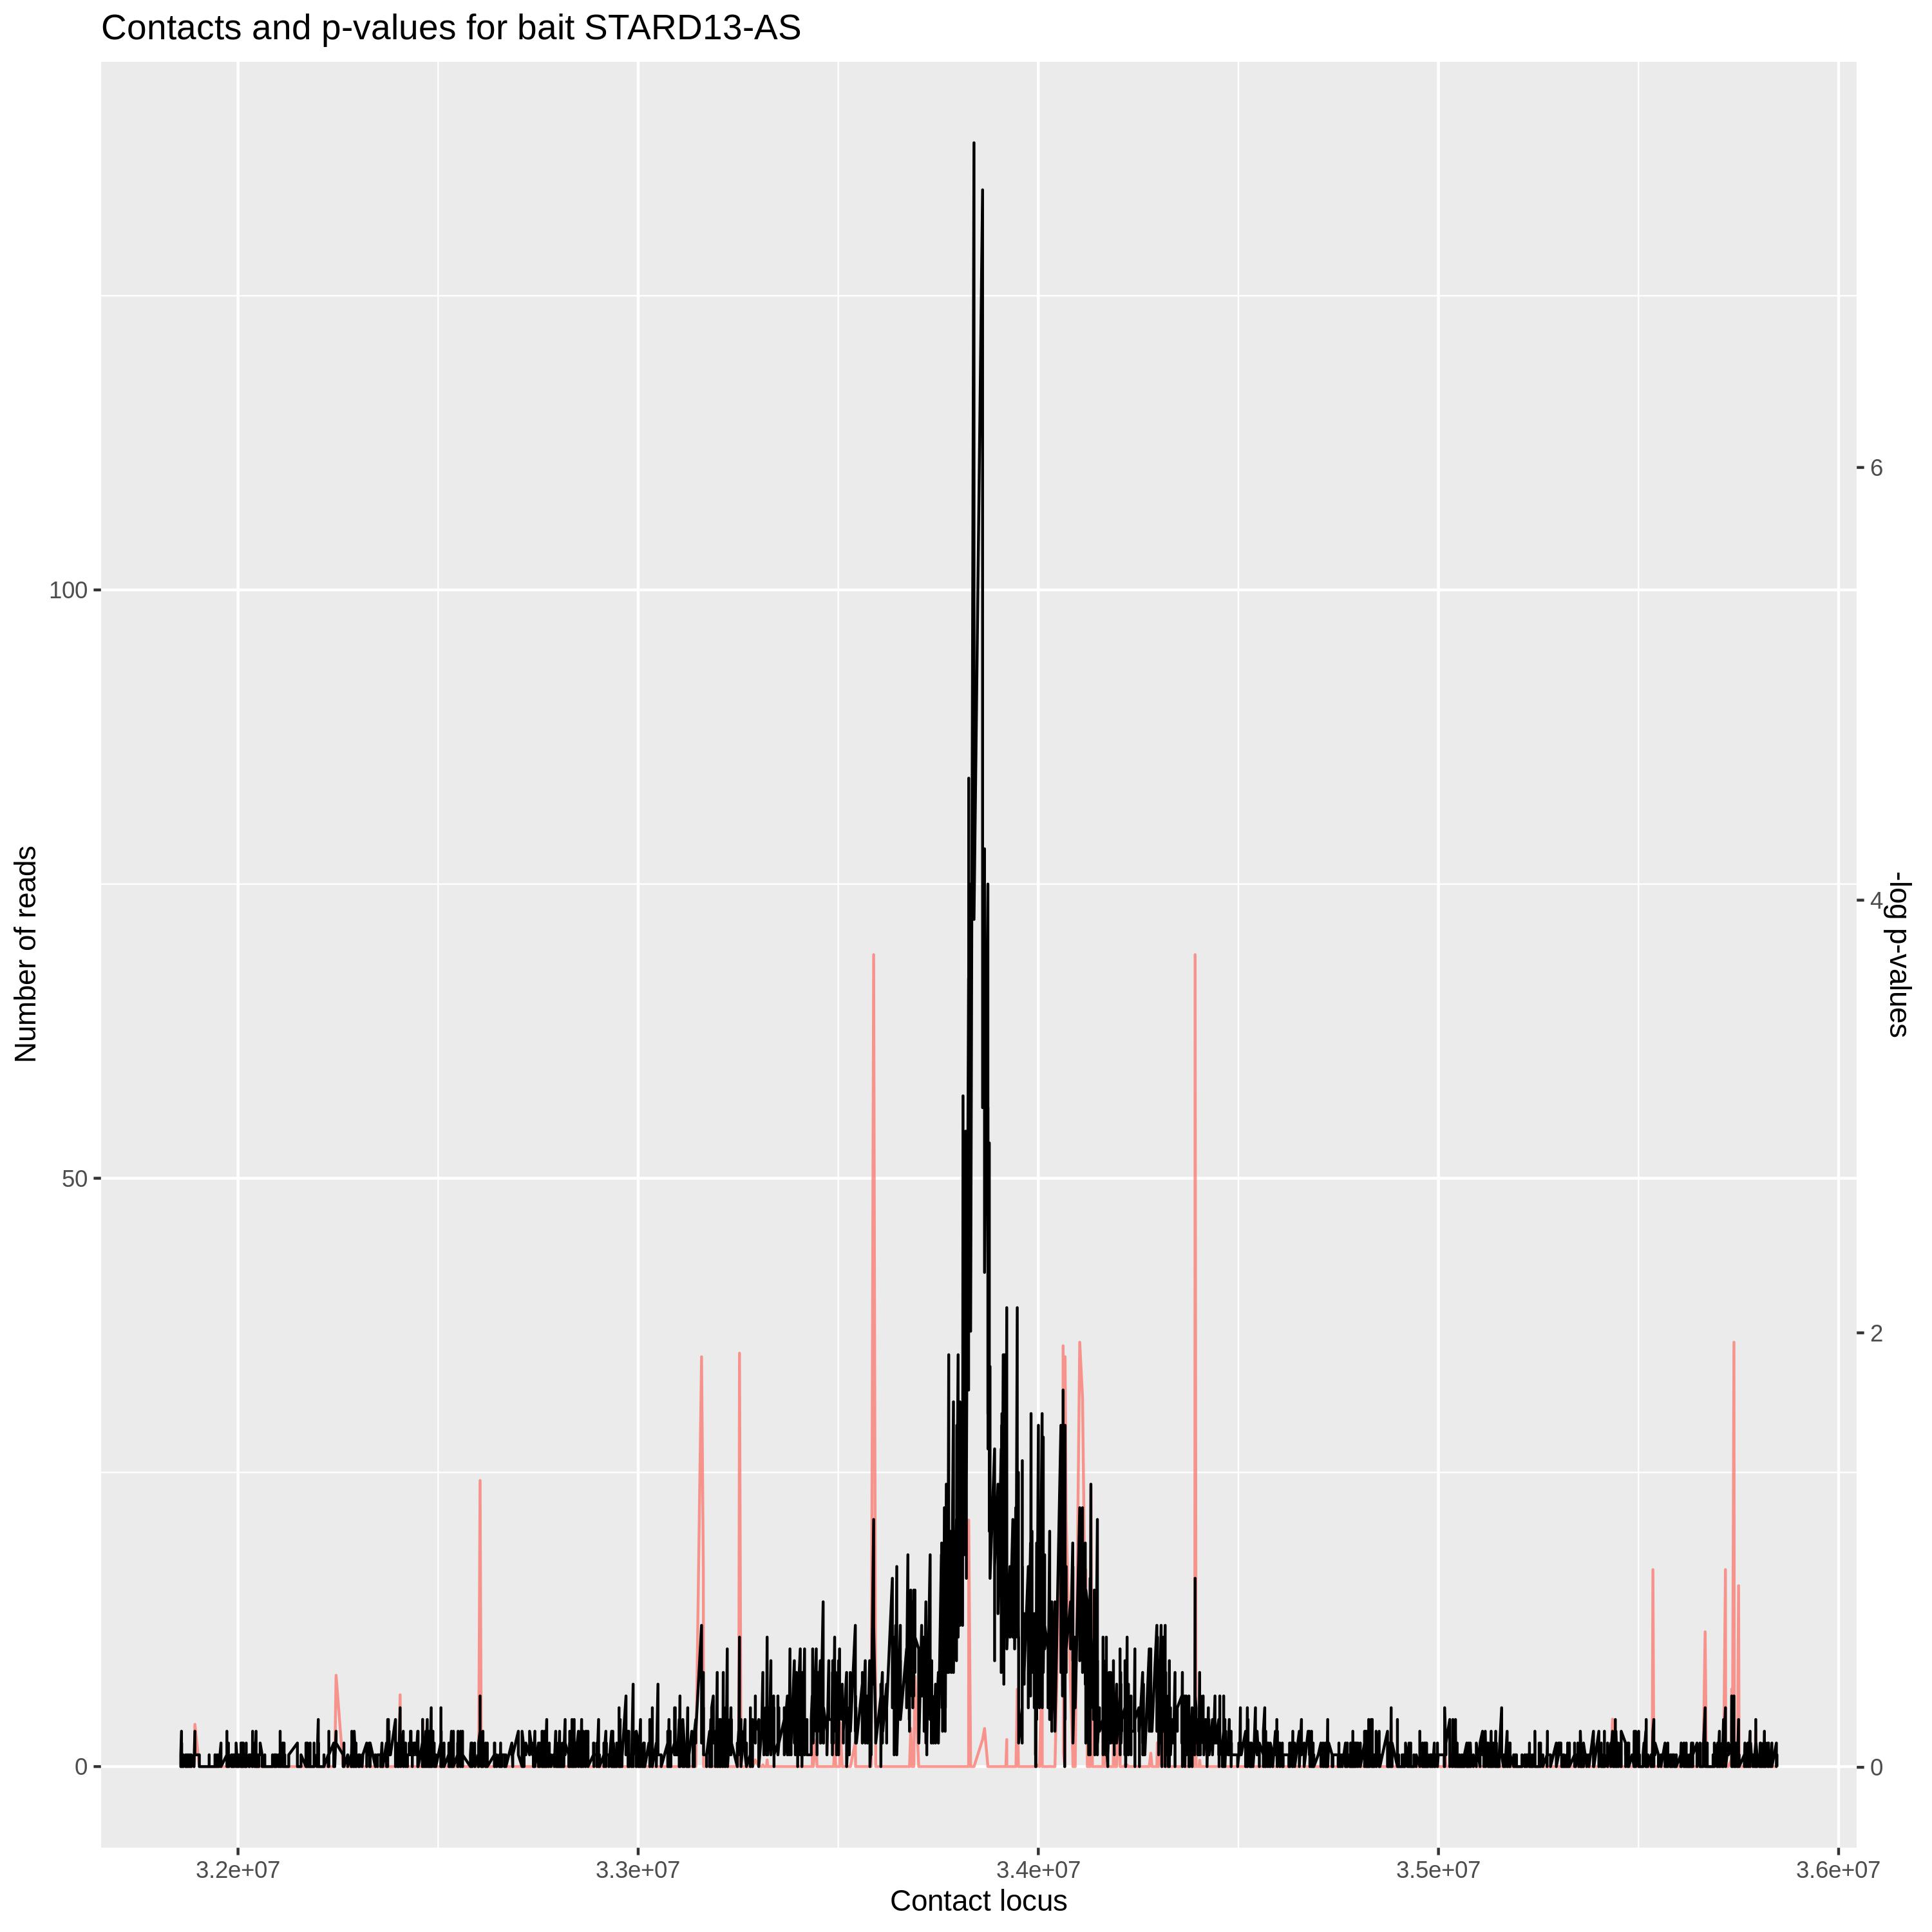 Contacts and p-values for bait STARD13-AS
Number of reads
100
50
0
6
4
2
0
-log p-values
3.2e+07
3.3e+07
3.4e+07
3.5e+07
3.6e+07
Contact locus